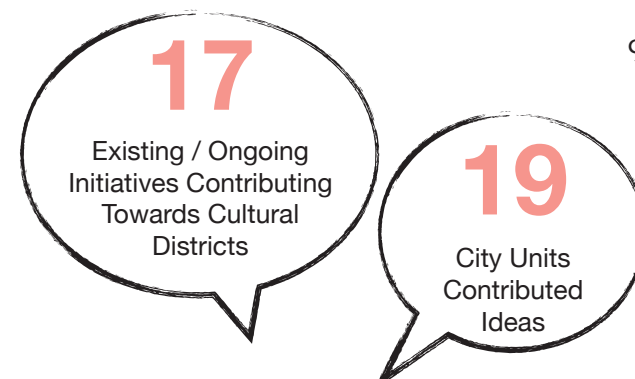 17
Existing / Ongoing
Initiatives Contributing
Towards Cultural
Districts
19
City Units
Contributed
Ideas